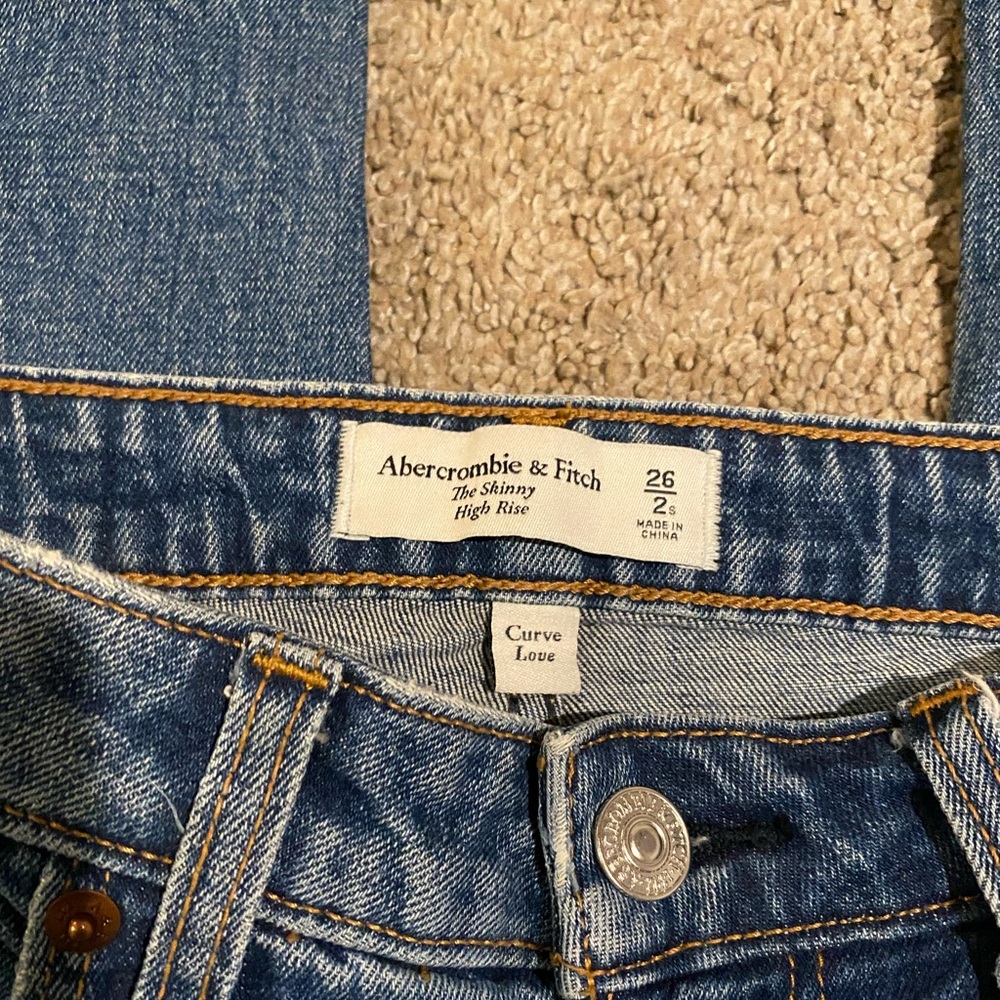 Abercrombie & Fitch
The Skinny
High Rise
26
2s
MADE IN
CHINA
Curve
Love